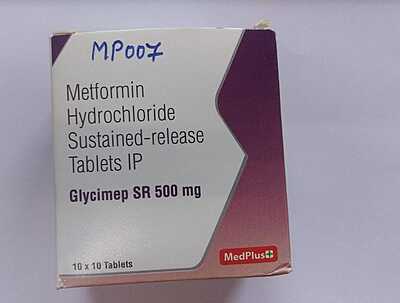 MP007
Metformin
Hydrochloride
Sustained-release
Tablets IP
Glycimep SR 500 mg
MedPlus
10 x 10 Tablets